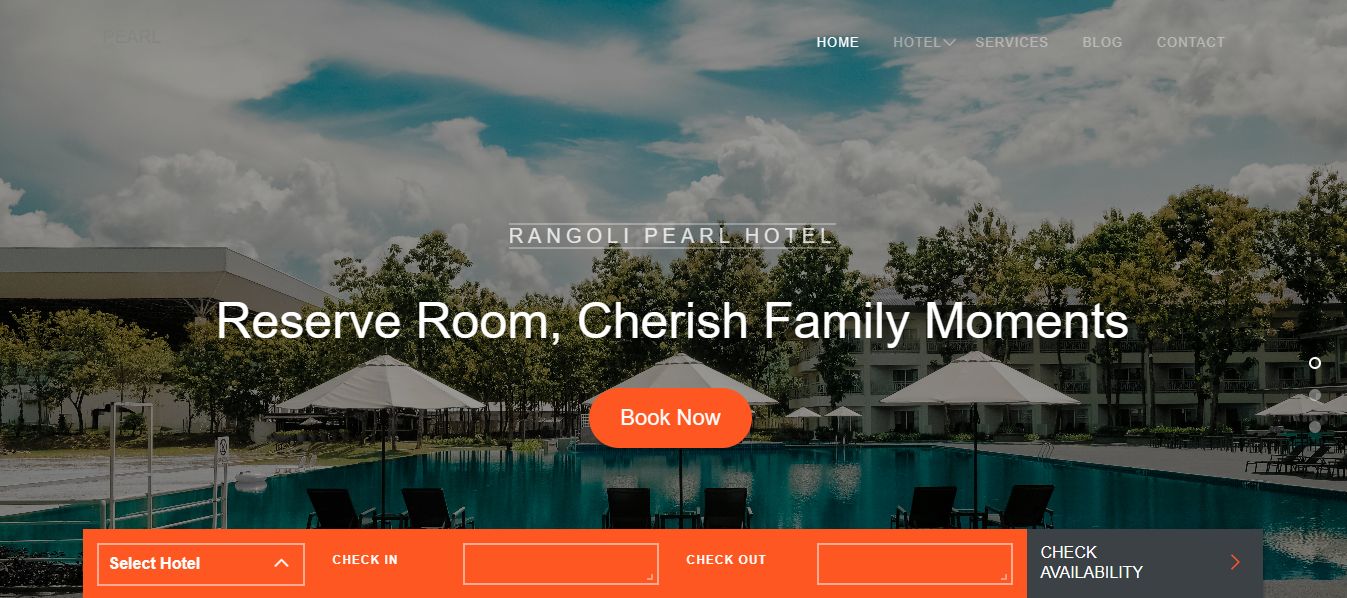 PEARL
HOME HOTEL SERVICES BLOG CONTACT
RANGOLI PEARL HOTEL
Reserve Room, Cherish Family Moments
Book Now
Select Hotel CHECK IN CHECK OUT CHECK
AVAILABILITY